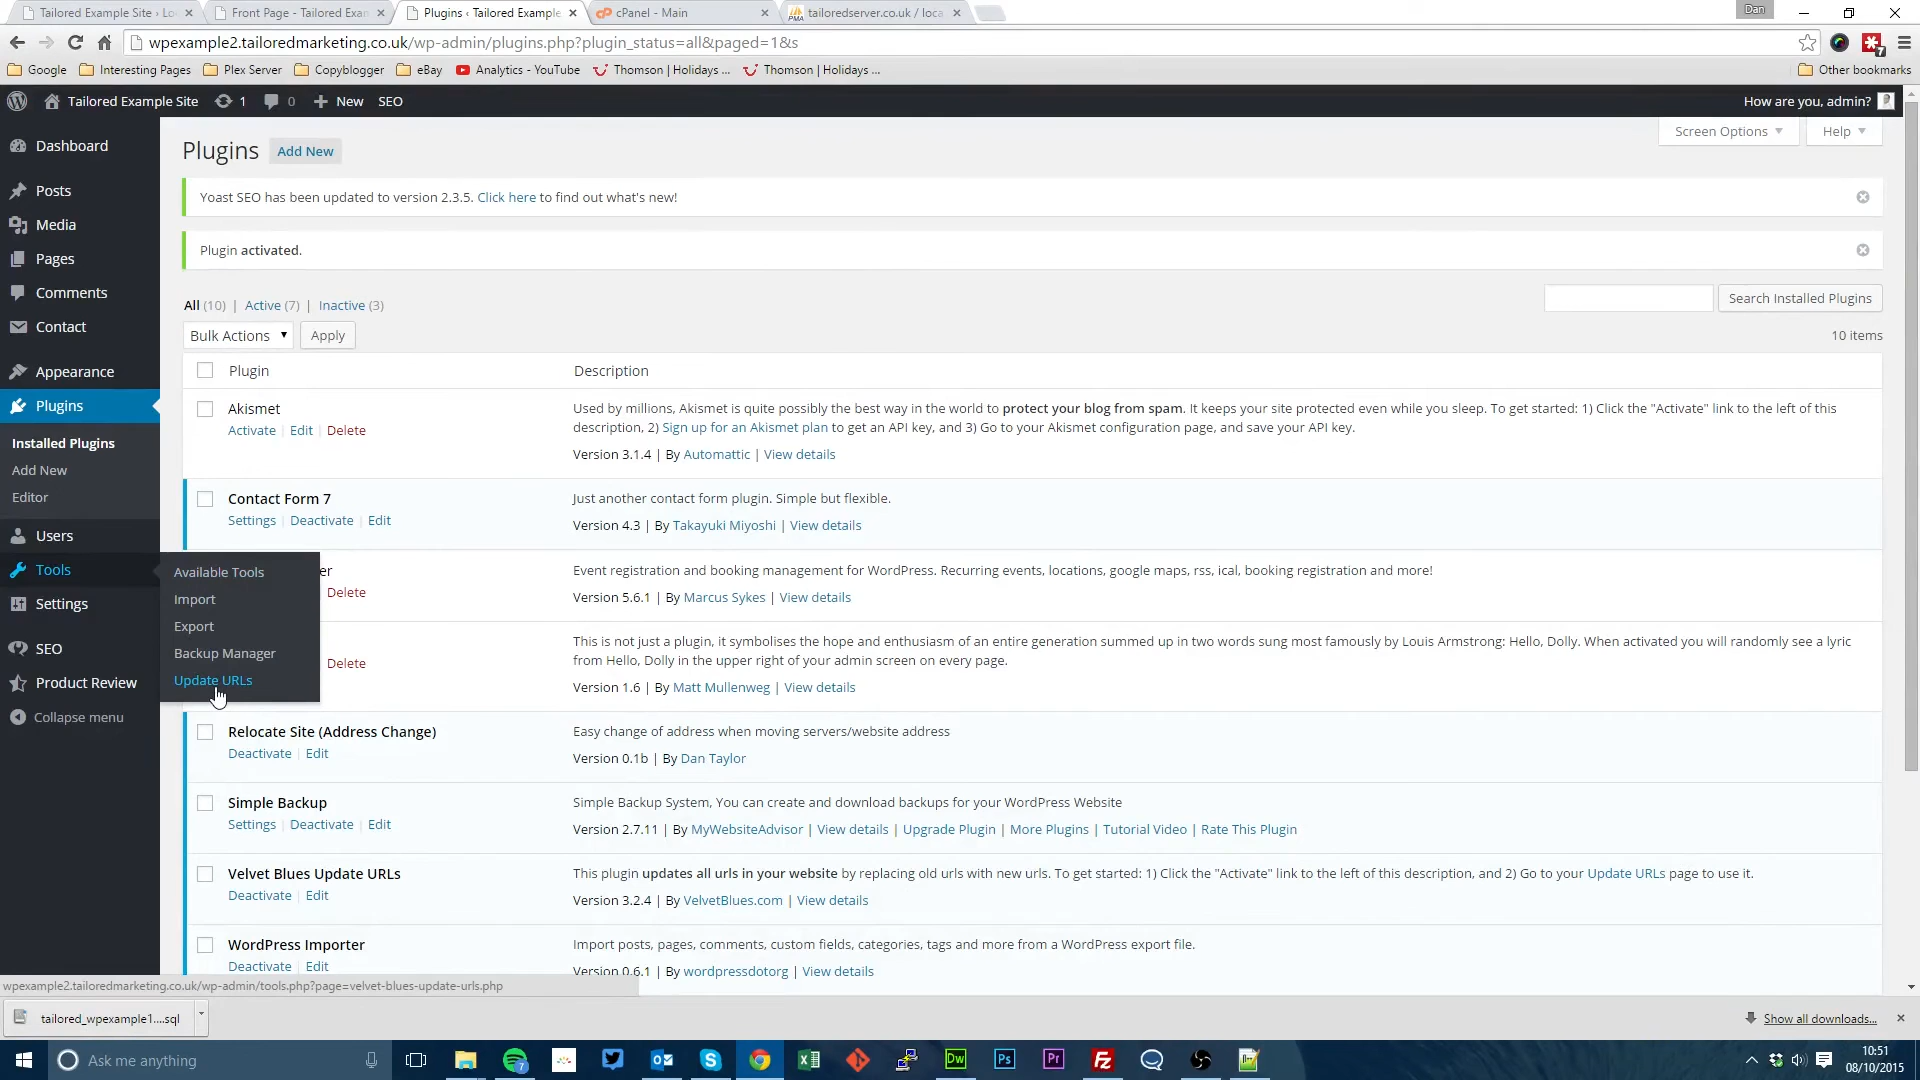 Tailored Example Site › Lo
Front Page - Tailored Exam
Plugins ‹ Tailored Example
cPanel - Main
tailoredserver.co.uk / loca
Dan
wpexample2.tailoredmarketing.co.uk/wp-admin/plugins.php?plugin_status=all&paged=1&s
Google
Interesting Pages
Plex Server
Copyblogger
eBay
Analytics - YouTube
Thomson | Holidays ...
Thomson | Holidays ...
Other bookmarks
Tailored Example Site
1
0
New
SEO
How are you, admin?
Dashboard
Posts
Media
Pages
Comments
Contact
Appearance
Plugins
Installed Plugins
Add New
Editor
Users
Tools
Settings
SEO
Product Review
Collapse menu
Available Tools
Import
Export
Backup Manager
Update URLs
Plugins
Add New
Screen Options
Help
Yoast SEO has been updated to version 2.3.5. Click here to find out what's new!
Plugin activated.
All (10) | Active (7) | Inactive (3)
Search Installed Plugins
Bulk Actions
Apply
10 items
Plugin
Description
Akismet
Activate | Edit | Delete
Used by millions, Akismet is quite possibly the best way in the world to protect your blog from spam. It keeps your site protected even while you sleep. To get started: 1) Click the "Activate" link to the left of this
description, 2) Sign up for an Akismet plan to get an API key, and 3) Go to your Akismet configuration page, and save your API key.
Version 3.1.4 | By Automattic | View details
Contact Form 7
Settings | Deactivate | Edit
Just another contact form plugin. Simple but flexible.
Version 4.3 | By Takayuki Miyoshi | View details
er
Delete
Event registration and booking management for WordPress. Recurring events, locations, google maps, rss, ical, booking registration and more!
Version 5.6.1 | By Marcus Sykes | View details
Delete
This is not just a plugin, it symbolises the hope and enthusiasm of an entire generation summed up in two words sung most famously by Louis Armstrong: Hello, Dolly. When activated you will randomly see a lyric
from Hello, Dolly in the upper right of your admin screen on every page.
Version 1.6 | By Matt Mullenweg | View details
Relocate Site (Address Change)
Deactivate | Edit
Easy change of address when moving servers/website address
Version 0.1b | By Dan Taylor
Simple Backup
Settings | Deactivate | Edit
Simple Backup System, You can create and download backups for your WordPress Website
Version 2.7.11 | By MyWebsiteAdvisor | View details | Upgrade Plugin | More Plugins | Tutorial Video | Rate This Plugin
Velvet Blues Update URLs
Deactivate | Edit
This plugin updates all urls in your website by replacing old urls with new urls. To get started: 1) Click the "Activate" link to the left of this description, and 2) Go to your Update URLs page to use it.
Version 3.2.4 | By VelvetBlues.com | View details
WordPress Importer
Deactivate | Edit
Import posts, pages, comments, custom fields, categories, tags and more from a WordPress export file.
Version 0.6.1 | By wordpressdotorg | View details
wpexample2.tailoredmarketing.co.uk/wp-admin/tools.php?page=velvet-blues-update-urls.php
tailored_wpexample1....sql
Show all downloads...
Ask me anything
7
Dw
Ps
Pr
10:51
08/10/2015